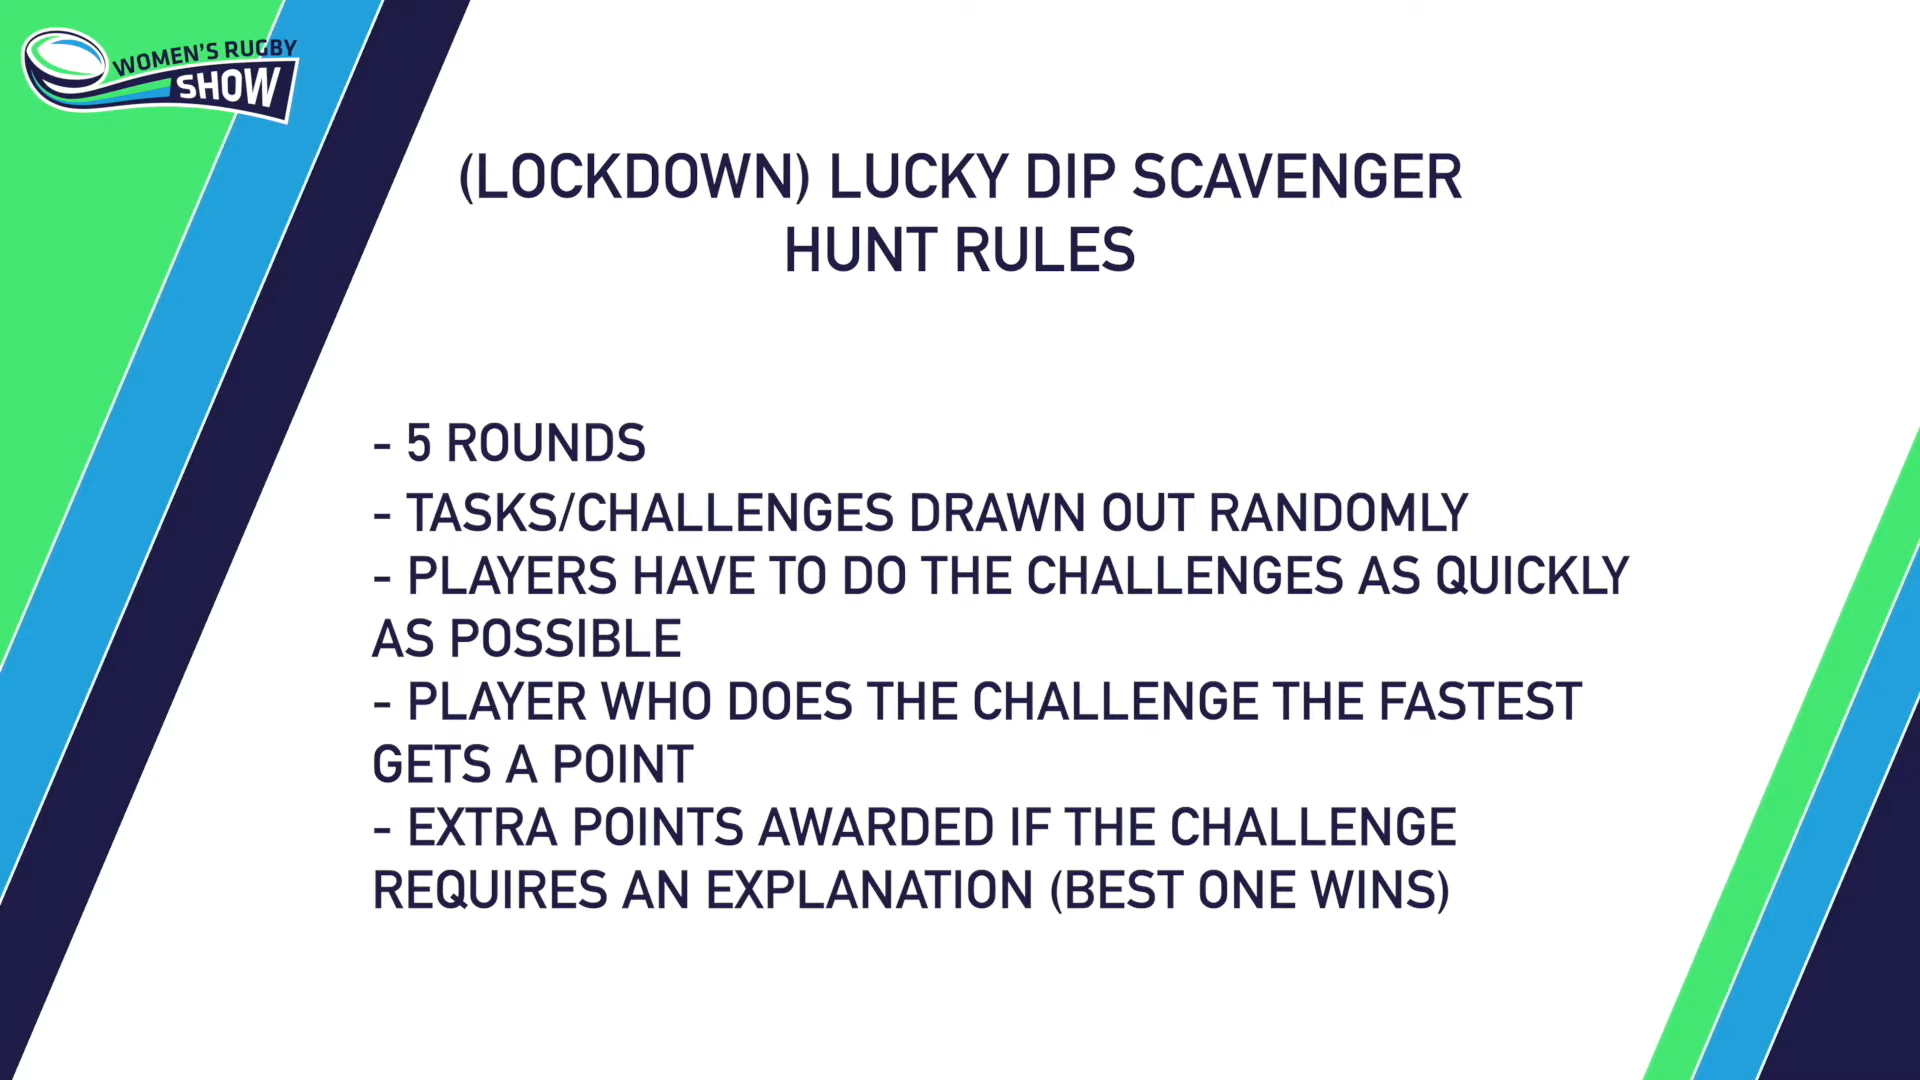 WOMEN'S RUGBY
SHOW
(LOCKDOWN) LUCKY DIP SCAVENGER
HUNT RULES
- 5 ROUNDS
- TASKS/CHALLENGES DRAWN OUT RANDOMLY
- PLAYERS HAVE TO DO THE CHALLENGES AS QUICKLY
AS POSSIBLE
- PLAYER WHO DOES THE CHALLENGE THE FASTEST
GETS A POINT
- EXTRA POINTS AWARDED IF THE CHALLENGE
REQUIRES AN EXPLANATION (BEST ONE WINS)